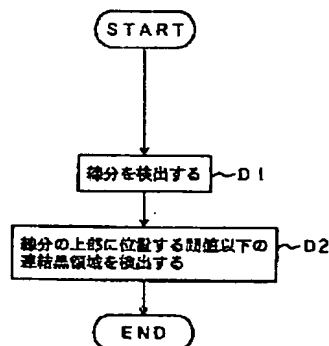 START
線分を検出する
D1
線分の上部に位置する閾値以下の
連結黒領域を検出する
D2
END